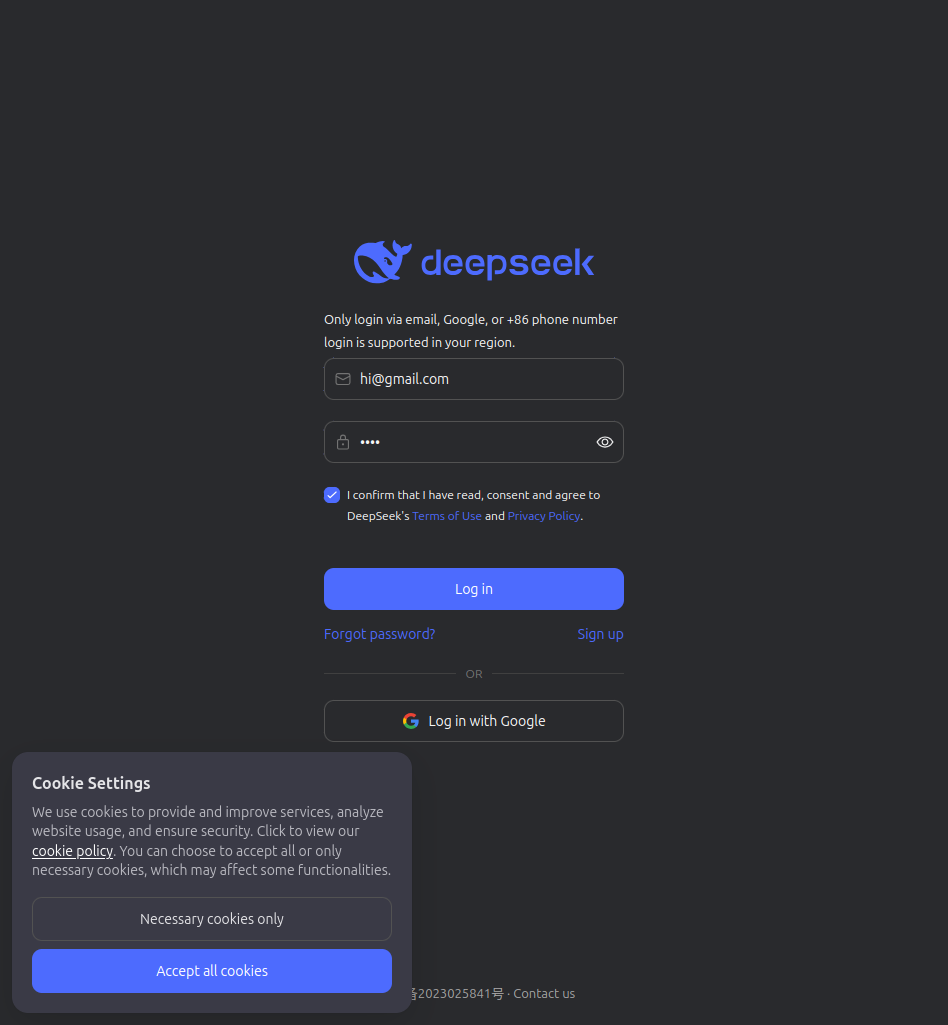 deepseek
Only login via email, Google, or +86 phone number
login is supported in your region.
hi@gmail.com
••••
I confirm that I have read, consent and agree to
DeepSeek's Terms of Use and Privacy Policy.
Log in
Forgot password? Sign up
OR
Log in with Google
Cookie Settings
We use cookies to provide and improve services, analyze
website usage, and ensure security. Click to view our
cookie policy. You can choose to accept all or only
necessary cookies, which may affect some functionalities.
Necessary cookies only
Accept all cookies
2023025841号 · Contact us